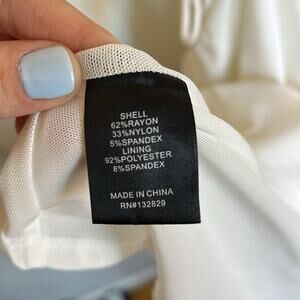 SHELL
62%RAYON
33%NYLON
5%SPANDEX
LINING
92%POLYESTER
8%SPANDEX
MADE IN CHINA
RN#132829